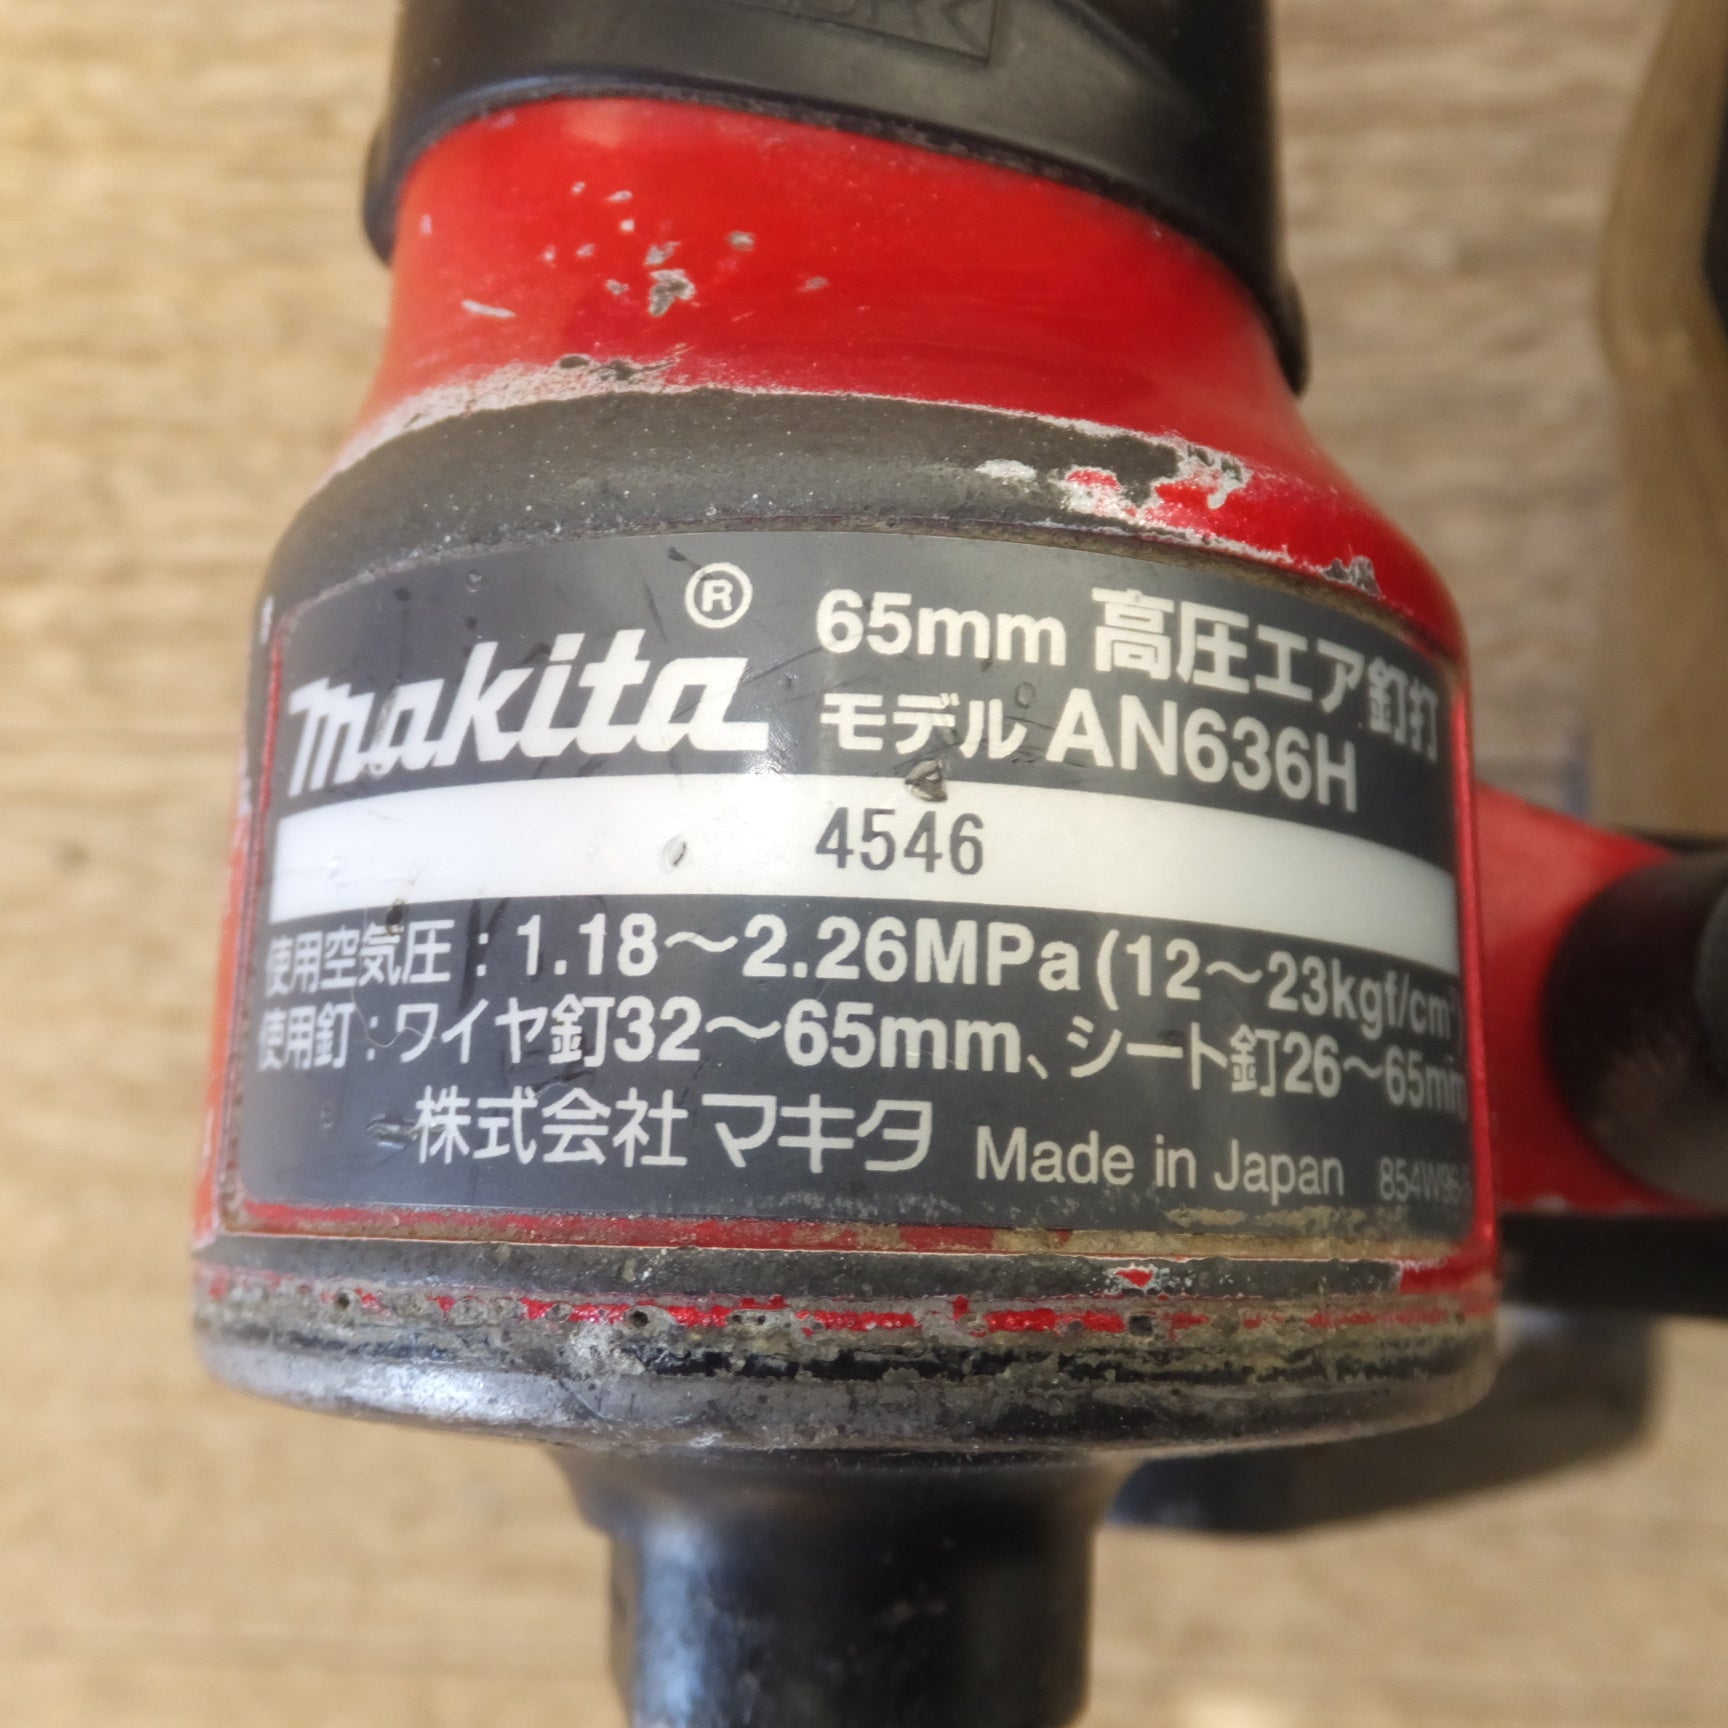 makita®
65mm 高圧エア釘打
モデル AN636H
4546
使用空気圧：1.18～2.26MPa (12～23kgf/cm²)
使用釘：ワイヤ釘32～65mm、シート釘26～65mm
株式会社マキタ Made in Japan